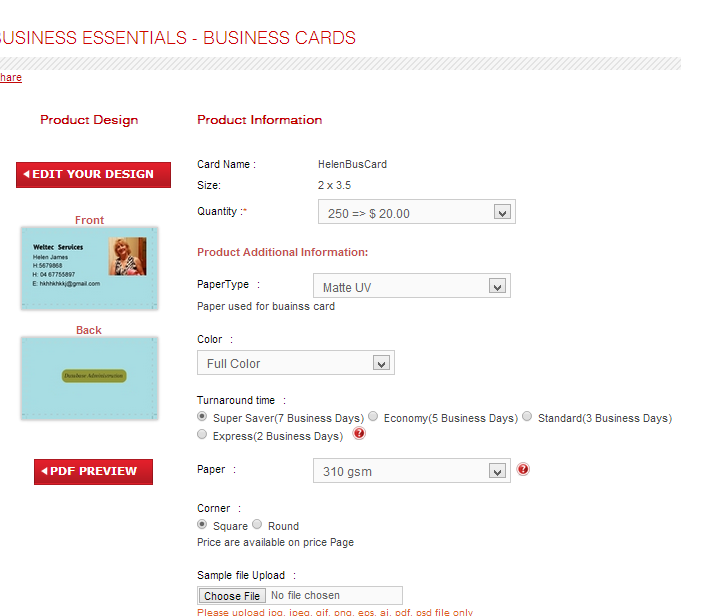 BUSINESS ESSENTIALS - BUSINESS CARDS
hare
Product Design
Product Information
EDIT YOUR DESIGN
Card Name :
HelenBusCard
Size:
2 x 3.5
Quantity :*
250 => $ 20.00
Front
Weltec Services
Helen James
H:5679868
H: 04 67755897
E: hkhhkhkkj@gmail.com
Product Additional Information:
PaperType :
Matte UV
Paper used for buainss card
Back
Database Administrator
Color :
Full Color
Turnaround time :
Super Saver(7 Business Days) Economy(5 Business Days) Standard(3 Business Days)
Express(2 Business Days) ?
PDF PREVIEW
Paper :
310 gsm
?
Corner :
Square Round
Price are available on price Page
Sample file Upload :
Choose File No file chosen
Please upload jpg, jpeg, gif, png, eps, ai, pdf, psd file only